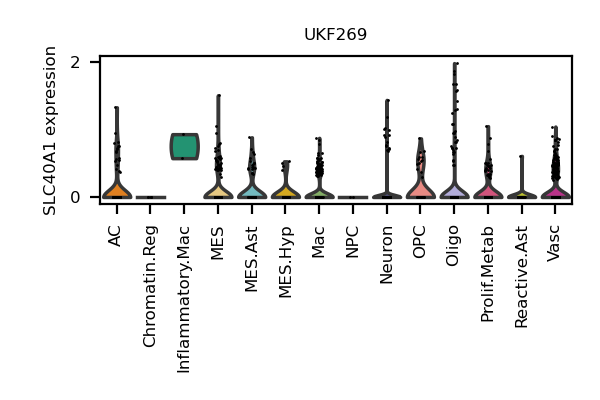 UKF269
SLC40A1 expression
2
0
AC
Chromatin.Reg
Inflammatory.Mac
MES
MES.Ast
MES.Hyp
Mac
NPC
Neuron
OPC
Oligo
Prolif.Metab
Reactive.Ast
Vasc